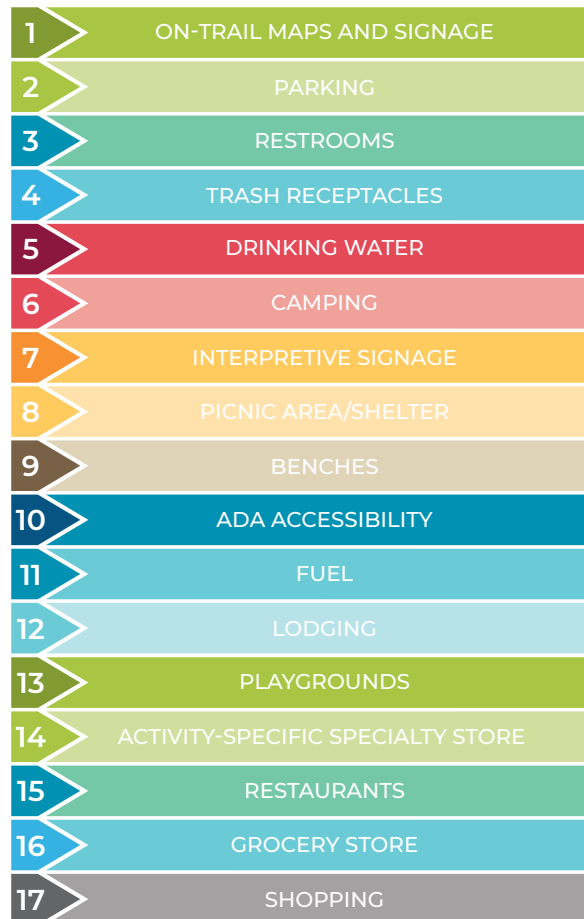 1 ON-TRAIL MAPS AND SIGNAGE
2 PARKING
3 RESTROOMS
4 TRASH RECEPTACLES
5 DRINKING WATER
6 CAMPING
7 INTERPRETIVE SIGNAGE
8 PICNIC AREA/SHELTER
9 BENCHES
10 ADA ACCESSIBILITY
11 FUEL
12 LODGING
13 PLAYGROUNDS
14 ACTIVITY-SPECIFIC SPECIALTY STORE
15 RESTAURANTS
16 GROCERY STORE
17 SHOPPING